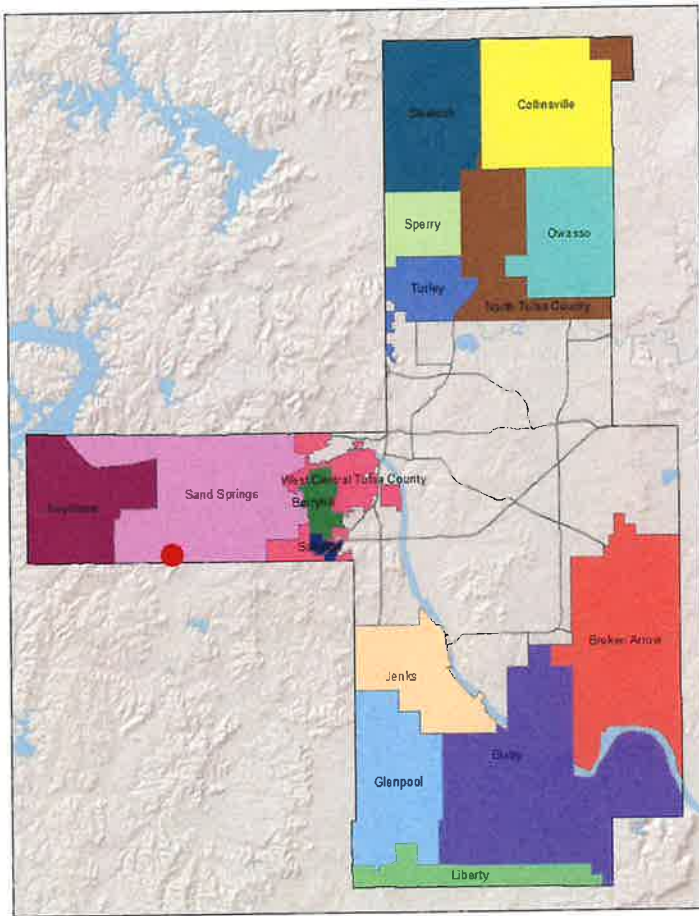 Skiatook
Collinsville
Sperry
Owasso
Turley
North Tulsa County
West Central Tulsa County
Sand Springs
Keystone
Berryhill
Broken Arrow
Jenks
Bixby
Glenpool
Liberty